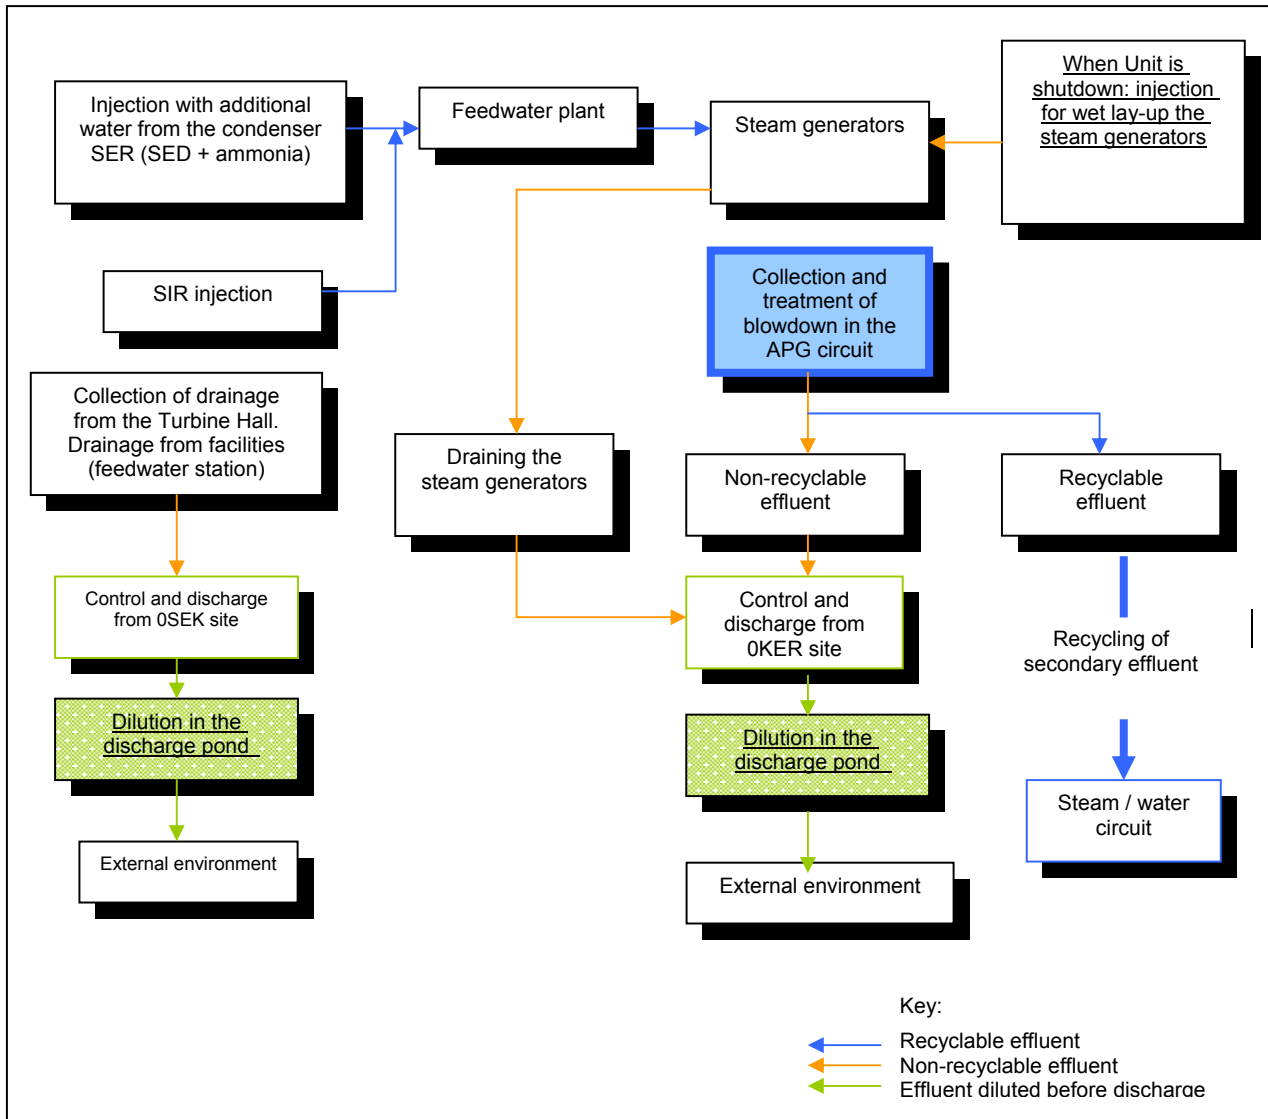 Injection with additional
water from the condenser
SER (SED + ammonia)
Feedwater plant
Steam generators
When Unit is
shutdown: injection
for wet lay-up the
steam generators
SIR injection
Collection and
treatment of
blowdown in the
APG circuit
Collection of drainage
from the Turbine Hall.
Drainage from facilities
(feedwater station)
Draining the
steam generators
Non-recyclable
effluent
Recyclable
effluent
Control and discharge
from 0SEK site
Control and
discharge from
0KER site
Recycling of
secondary effluent
Dilution in the
discharge pond
Dilution in the
discharge pond
Steam / water
circuit
External environment
External environment
Key:
Recyclable effluent
Non-recyclable effluent
Effluent diluted before discharge